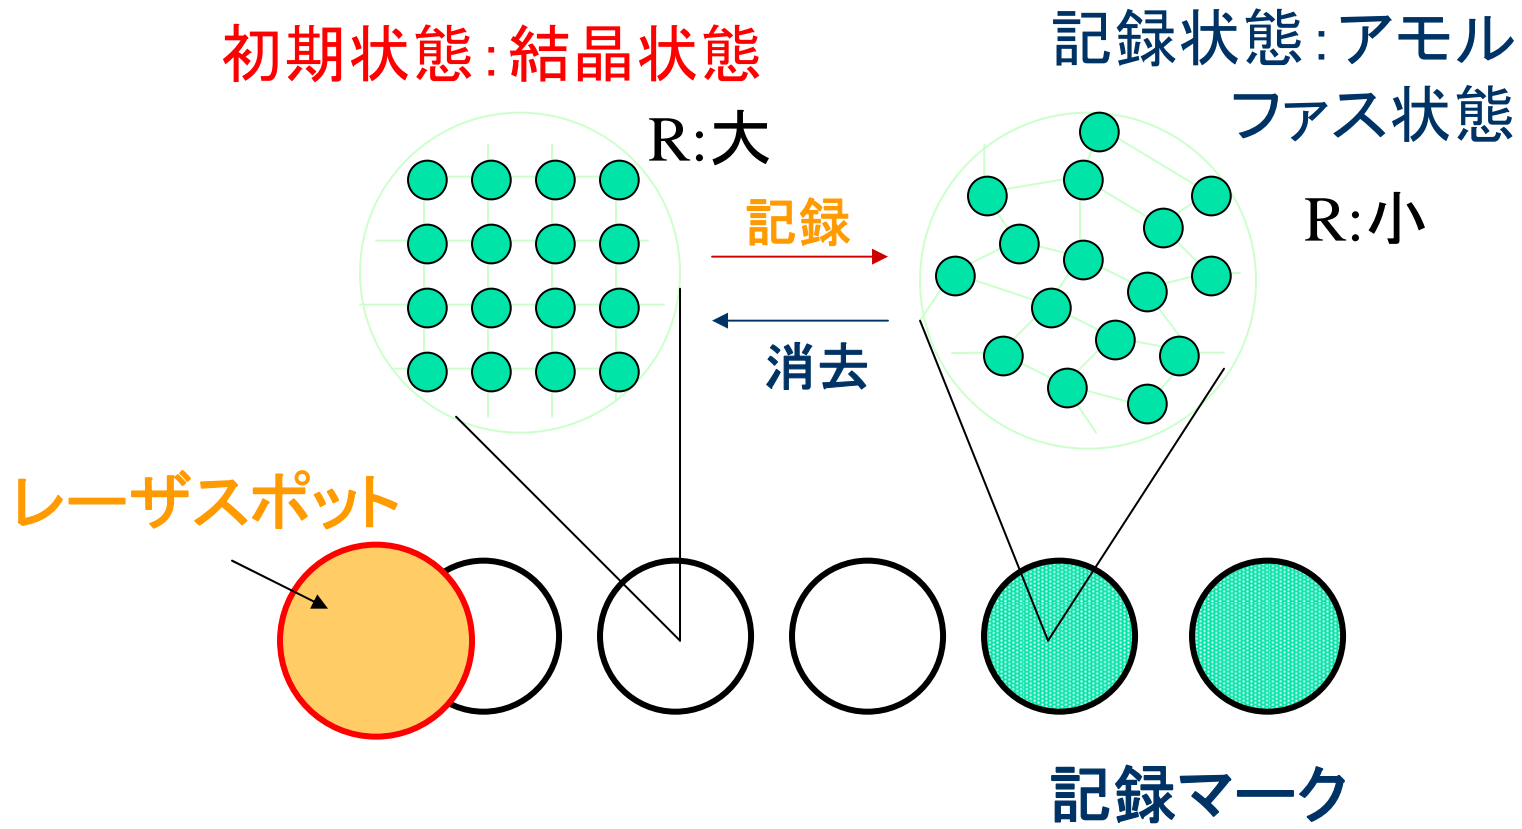 初期状態:結晶状態
記録状態:アモル
ファス状態
R:大
R:小
記録
消去
レーザスポット
記録マーク